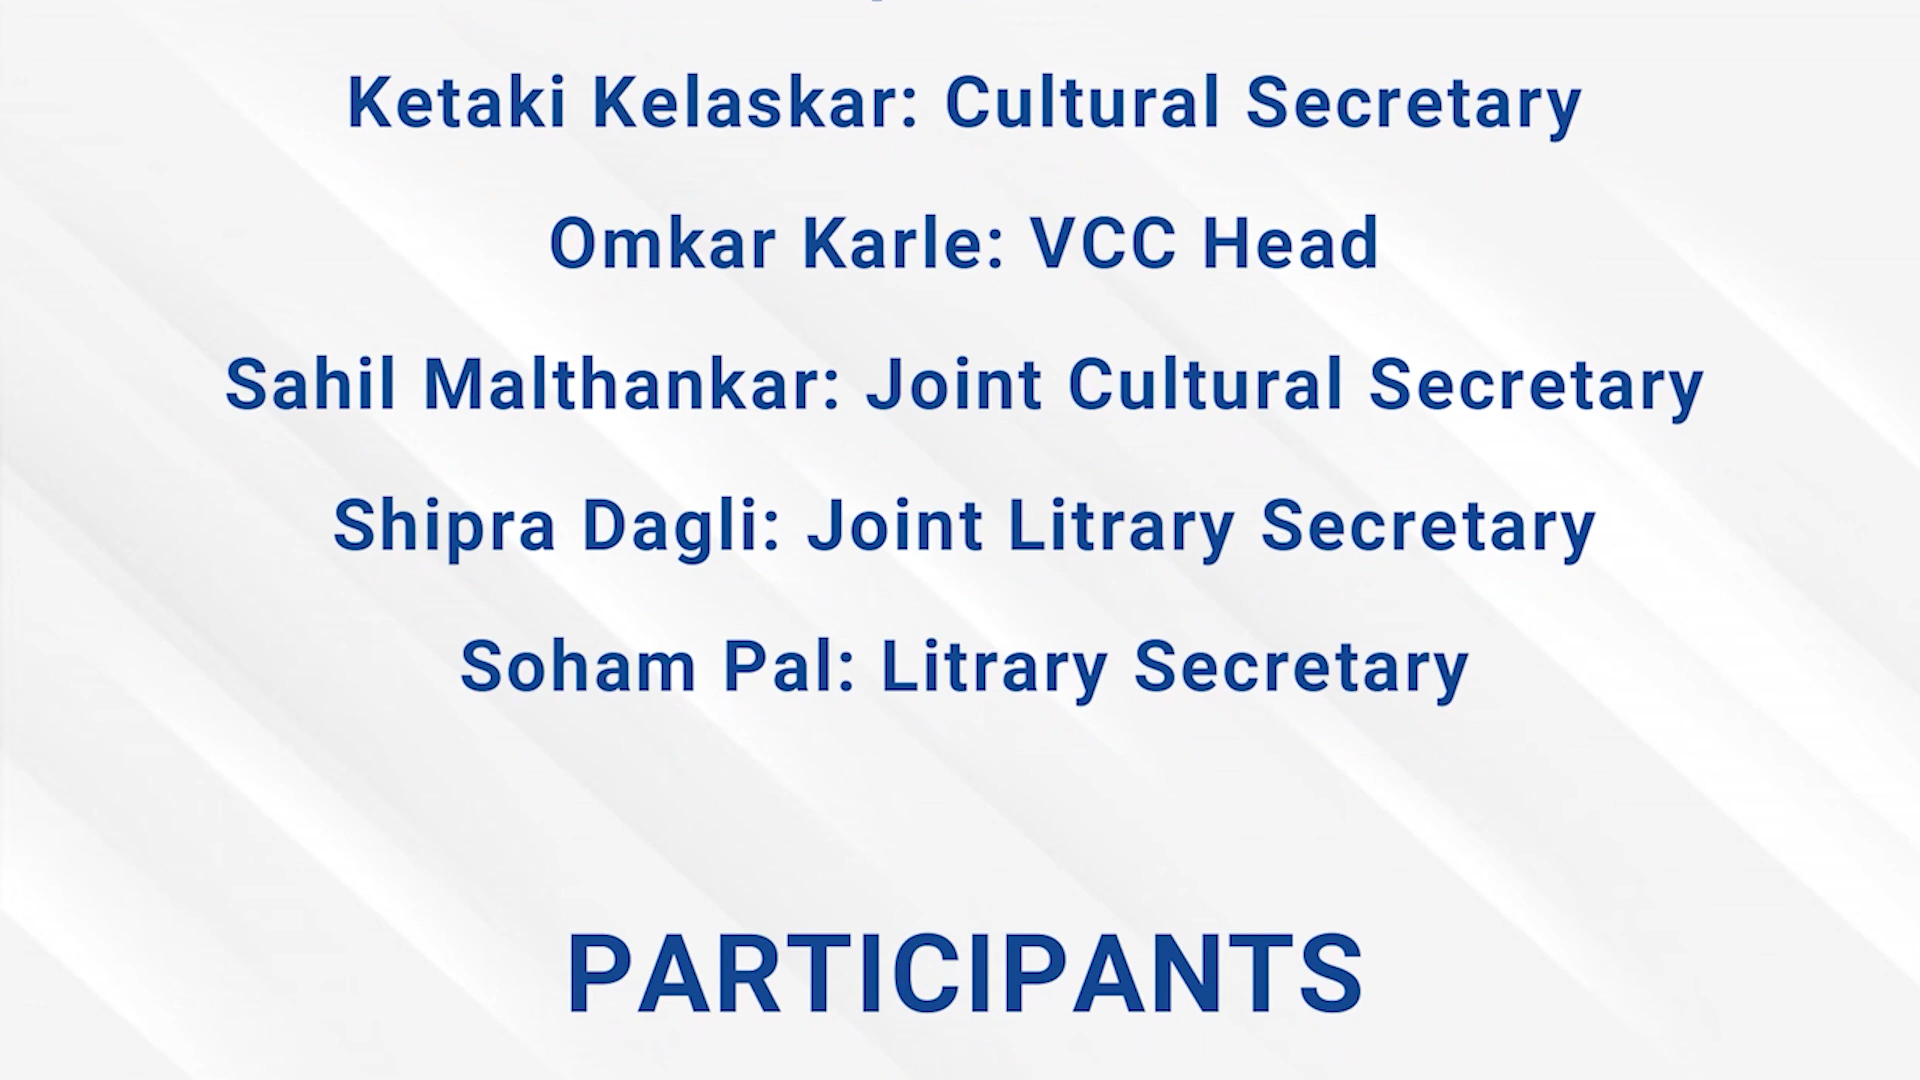 Ketaki Kelaskar: Cultural Secretary
Omkar Karle: VCC Head
Sahil Malthankar: Joint Cultural Secretary
Shipra Dagli: Joint Litrary Secretary
Soham Pal: Litrary Secretary
PARTICIPANTS